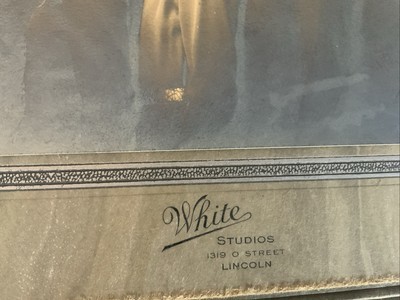 White
STUDIOS
1319 O STREET
LINCOLN